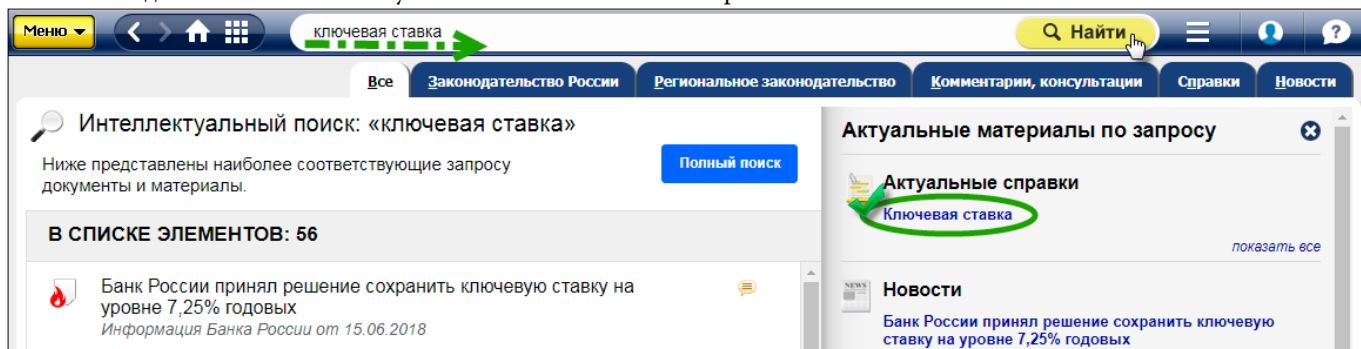 Меню
ключевая ставка
Найти
Все
Законодательство России
Региональное законодательство
Комментарии, консультации
Справки
Новости
Интеллектуальный поиск: «ключевая ставка»
Ниже представлены наиболее соответствующие запросу
документы и материалы.
Полный поиск
В СПИСКЕ ЭЛЕМЕНТОВ: 56
Банк России принял решение сохранить ключевую ставку на
уровне 7,25% годовых
Информация Банка России от 15.06.2018
Актуальные материалы по запросу
Актуальные справки
Ключевая ставка
показать все
NEWS
Новости
Банк России принял решение сохранить ключевую
ставку на уровне 7,25% годовых